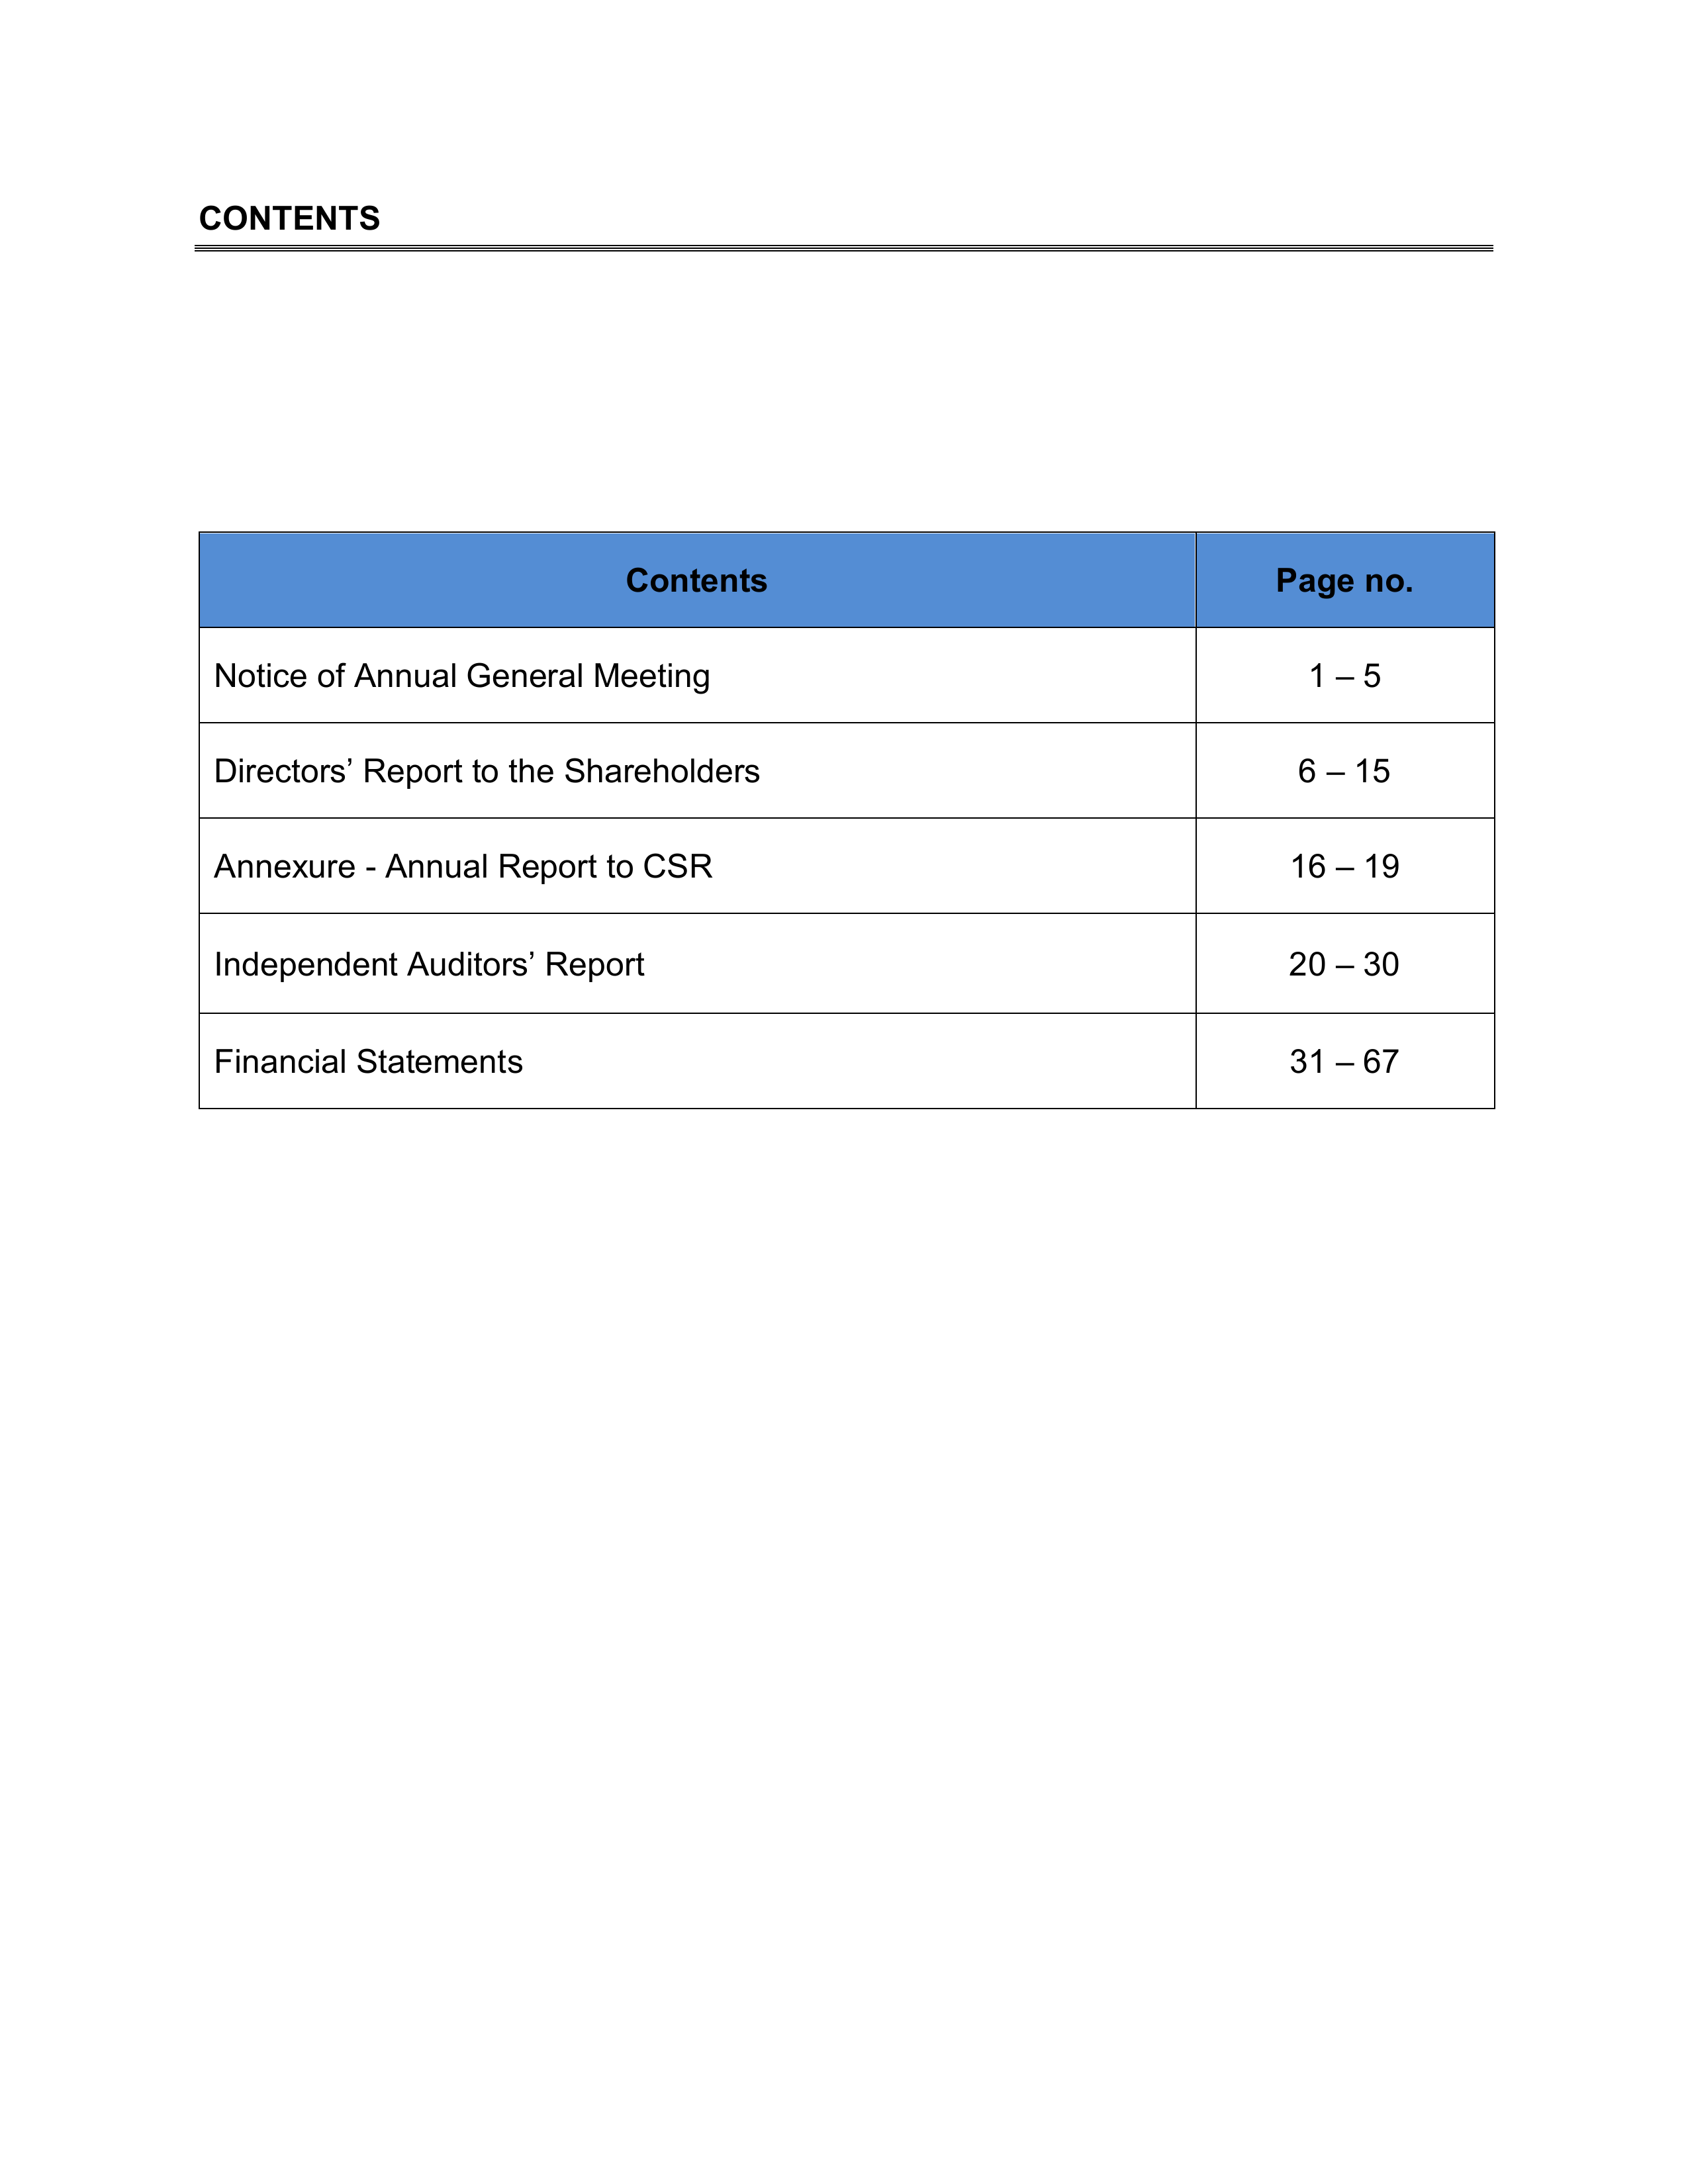 CONTENTS
Contents Page no.
Notice of Annual General Meeting 1 – 5
Directors’ Report to the Shareholders 6 – 15
Annexure - Annual Report to CSR 16 – 19
Independent Auditors’ Report 20 – 30
Financial Statements 31 – 67